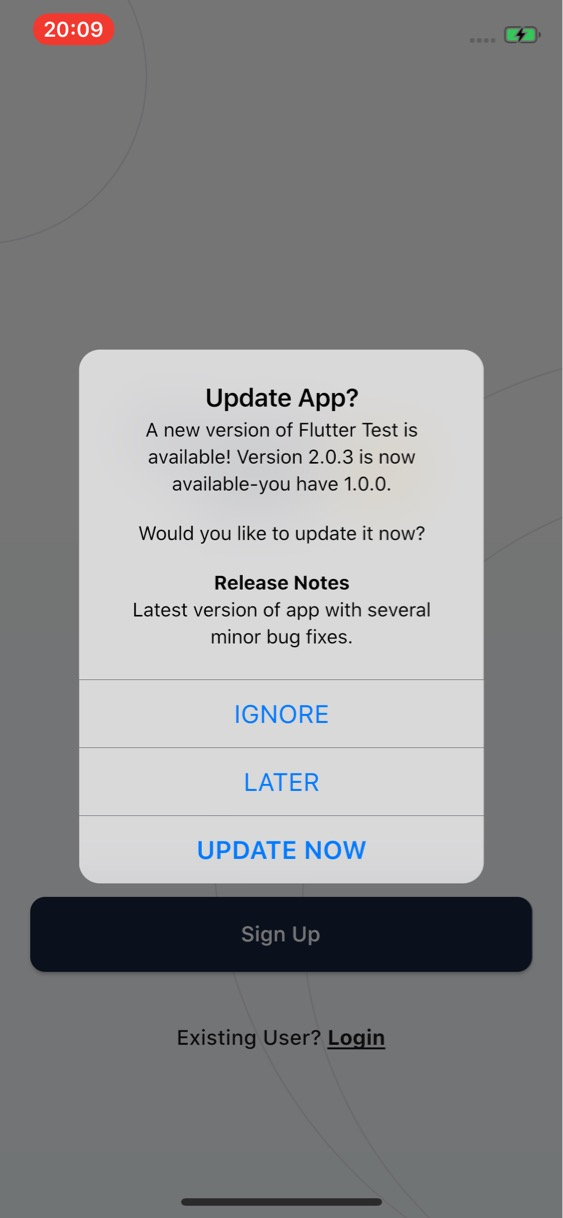 20:09
Update App?
A new version of Flutter Test is
available! Version 2.0.3 is now
available-you have 1.0.0.
Would you like to update it now?
Release Notes
Latest version of app with several
minor bug fixes.
IGNORE
LATER
UPDATE NOW
Sign Up
Existing User? Login